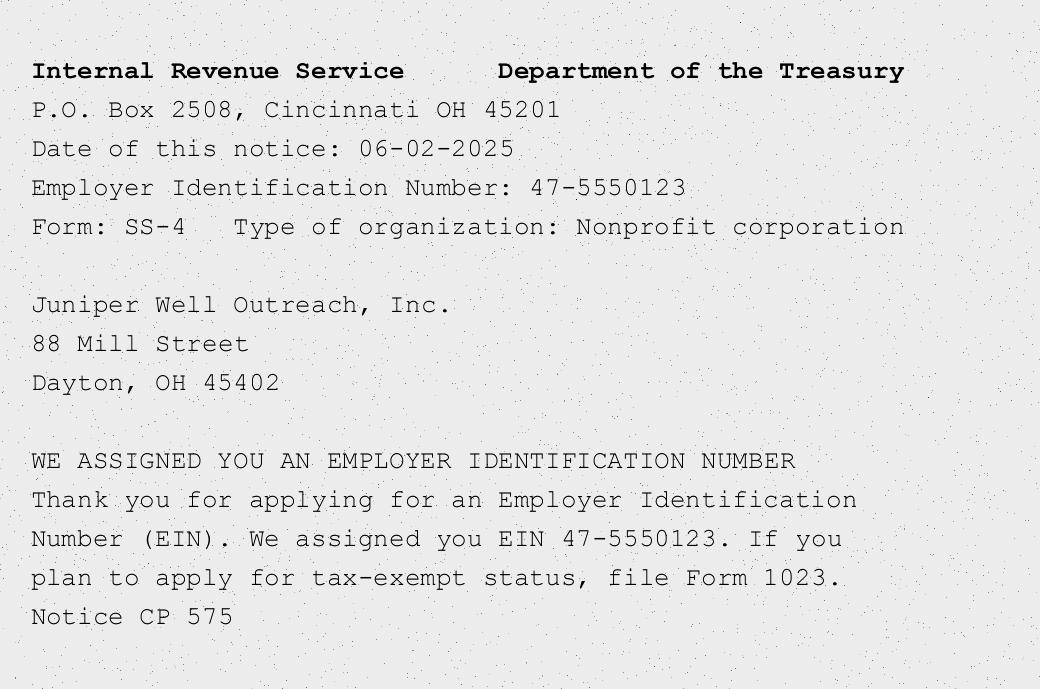 Internal Revenue Service      Department of the Treasury
P.O. Box 2508, Cincinnati OH 45201
Date of this notice: 06-02-2025
Employer Identification Number: 47-5550123
Form: SS-4   Type of organization: Nonprofit corporation
Juniper Well Outreach, Inc.
88 Mill Street
Dayton, OH 45402
WE ASSIGNED YOU AN EMPLOYER IDENTIFICATION NUMBER
Thank you for applying for an Employer Identification
Number (EIN). We assigned you EIN 47-5550123. If you
plan to apply for tax-exempt status, file Form 1023.
Notice CP 575